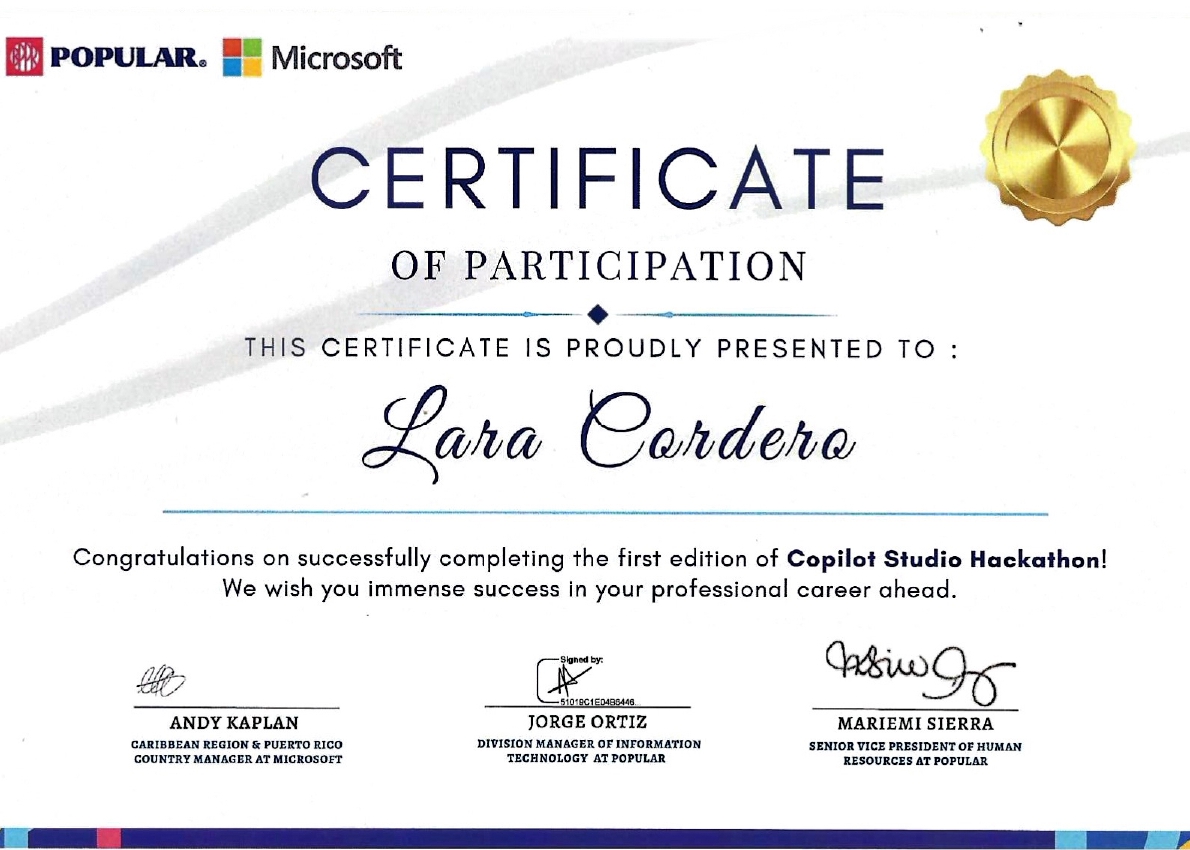 POPULAR® Microsoft
CERTIFICATE
OF PARTICIPATION
THIS CERTIFICATE IS PROUDLY PRESENTED TO :
Lara Cordero
Congratulations on successfully completing the first edition of Copilot Studio Hackathon!
We wish you immense success in your professional career ahead.
Signed by:
51019C1E04B6446...
ANDY KAPLAN
CARIBBEAN REGION & PUERTO RICO
COUNTRY MANAGER AT MICROSOFT
JORGE ORTIZ
DIVISION MANAGER OF INFORMATION
TECHNOLOGY AT POPULAR
MARIEMI SIERRA
SENIOR VICE PRESIDENT OF HUMAN
RESOURCES AT POPULAR